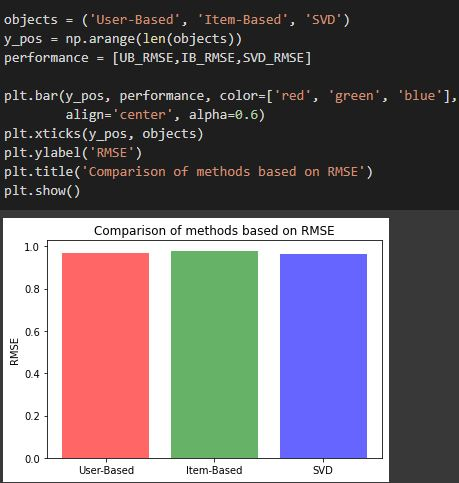 objects = ('User-Based', 'Item-Based', 'SVD')
y_pos = np.arange(len(objects))
performance = [UB_RMSE,IB_RMSE,SVD_RMSE]

plt.bar(y_pos, performance, color=['red', 'green', 'blue'],
        align='center', alpha=0.6)
plt.xticks(y_pos, objects)
plt.ylabel('RMSE')
plt.title('Comparison of methods based on RMSE')
plt.show()
Comparison of methods based on RMSE
1.0
0.8
0.6
0.4
0.2
0.0
RMSE
User-Based Item-Based SVD